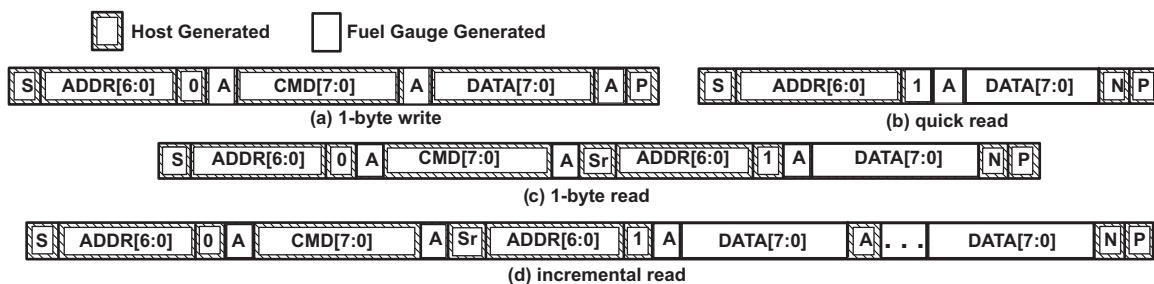 Host Generated Fuel Gauge Generated
S ADDR[6:0] 0 A CMD[7:0] A DATA[7:0] A P
(a) 1-byte write
S ADDR[6:0] 1 A DATA[7:0] N P
(b) quick read
S ADDR[6:0] 0 A CMD[7:0] A Sr ADDR[6:0] 1 A DATA[7:0] N P
(c) 1-byte read
S ADDR[6:0] 0 A CMD[7:0] A Sr ADDR[6:0] 1 A DATA[7:0] A . . . DATA[7:0] N P
(d) incremental read